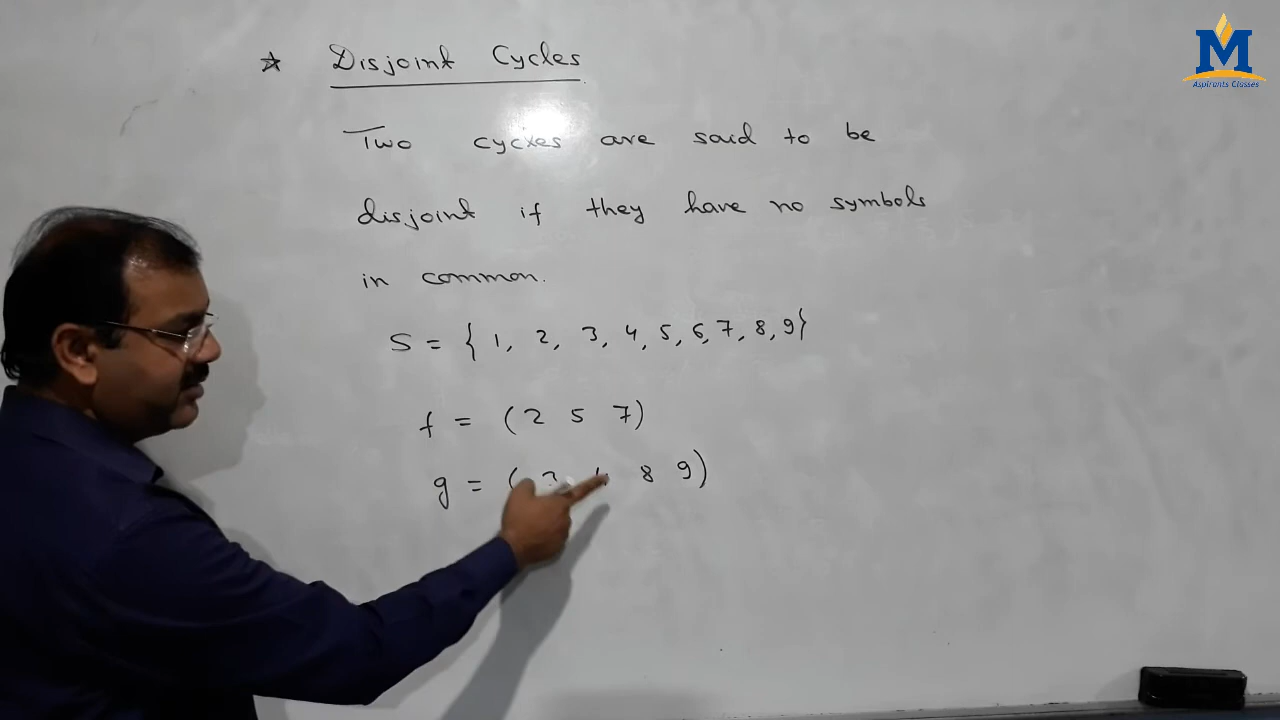 ☆ Disjoint Cycles
Two cycles are said to be
disjoint if they have no symbols
in common.
S = { 1, 2, 3, 4, 5, 6, 7, 8, 9}
f = (2 5 7)
g = ( 8 9)
M
Aspirants Classes